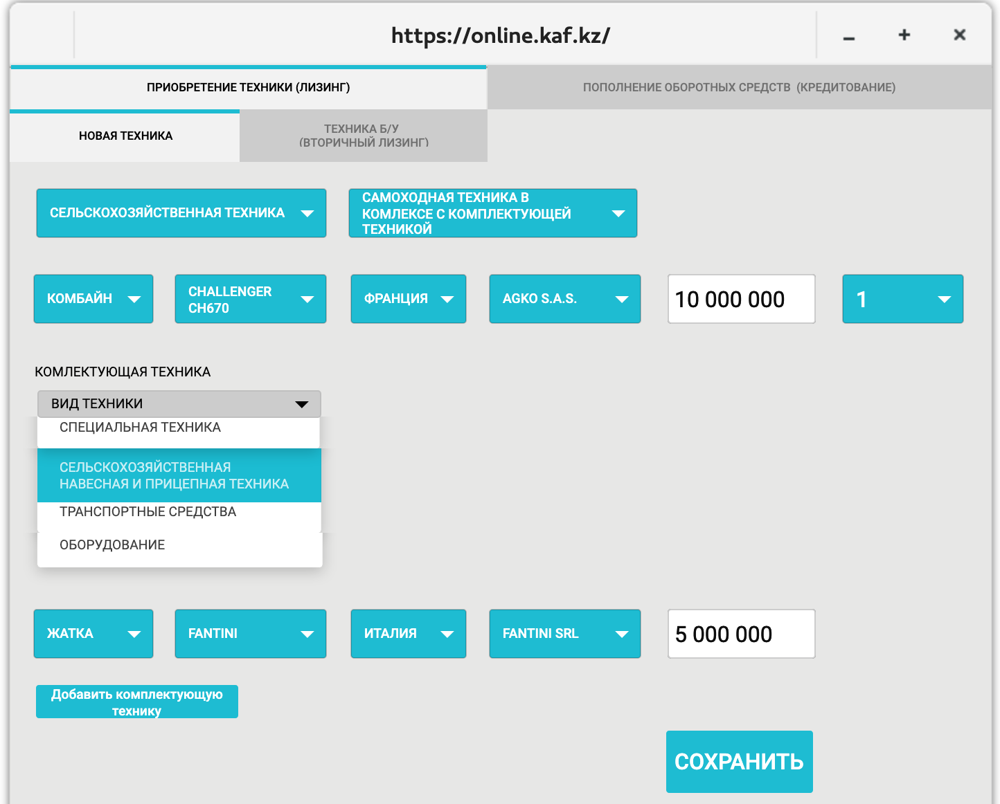 https://online.kaf.kz/
ПРИОБРЕТЕНИЕ ТЕХНИКИ (ЛИЗИНГ)
ПОПОЛНЕНИЕ ОБОРОТНЫХ СРЕДСТВ (КРЕДИТОВАНИЕ)
НОВАЯ ТЕХНИКА
ТЕХНИКА Б/У
(ВТОРИЧНЫЙ ЛИЗИНГ)
СЕЛЬСКОХОЗЯЙСТВЕННАЯ ТЕХНИКА
САМОХОДНАЯ ТЕХНИКА В
КОМЛЕКСЕ С КОМПЛЕКТУЮЩЕЙ
ТЕХНИКОЙ
КОМБАЙН
CHALLENGER
CH670
ФРАНЦИЯ
AGKO S.A.S.
10 000 000
1
КОМЛЕКТУЮЩАЯ ТЕХНИКА
ВИД ТЕХНИКИ
СПЕЦИАЛЬНАЯ ТЕХНИКА
СЕЛЬСКОХОЗЯЙСТВЕННАЯ
НАВЕСНАЯ И ПРИЦЕПНАЯ ТЕХНИКА
ТРАНСПОРТНЫЕ СРЕДСТВА
ОБОРУДОВАНИЕ
ЖАТКА
FANTINI
ИТАЛИЯ
FANTINI SRL
5 000 000
Добавить комплектующую
технику
СОХРАНИТЬ